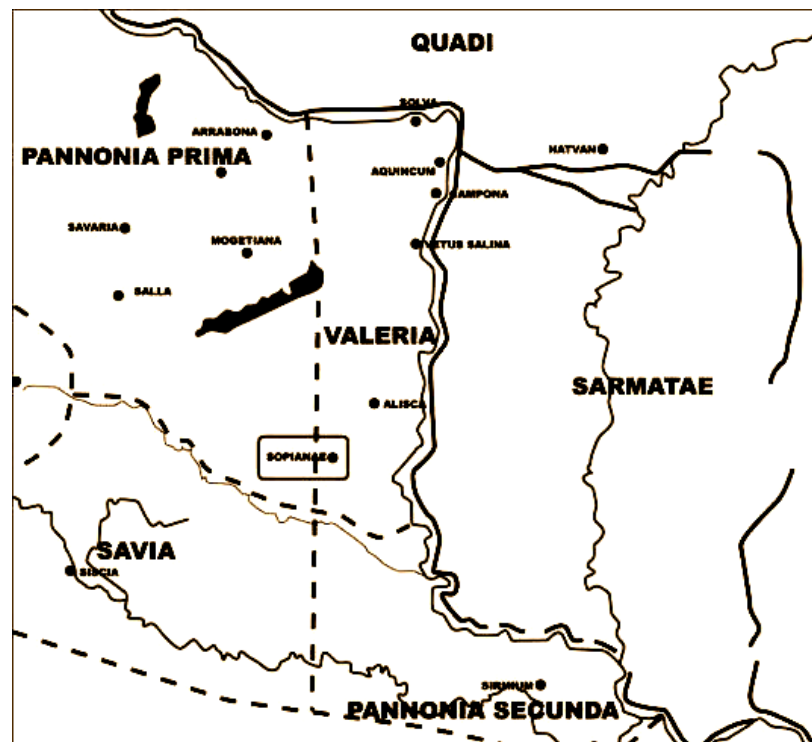 QUADI
SOLVA
ARRABONA
HATVAN
PANNONIA PRIMA
AQUINCUM
CAMPONA
SAVARIA
MOGETIANA
VETUS SALINA
SALLA
VALERIA
SARMATAE
ALISCA
SOPIANAE
SAVIA
SISCIA
SIRMIUM
PANNONIA SECUNDA